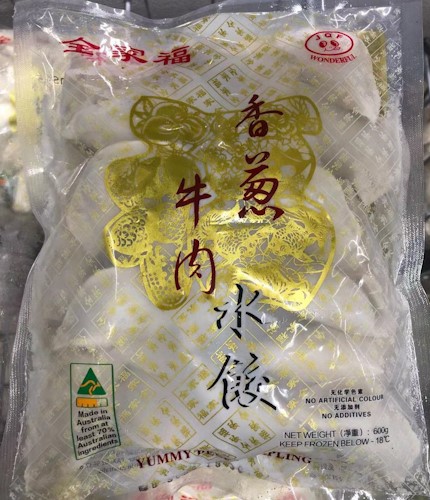 全家福
JGF
WONDERFUL
香葱
牛肉
水餃
Made in
Australia
from at
least 70%
Australian
ingredients
无化学色素
NO ARTIFICIAL COLOUR
无添加剂
NO ADDITIVES
NET WEIGHT (淨重): 600g
KEEP FROZEN BELOW -18℃
YUMMY